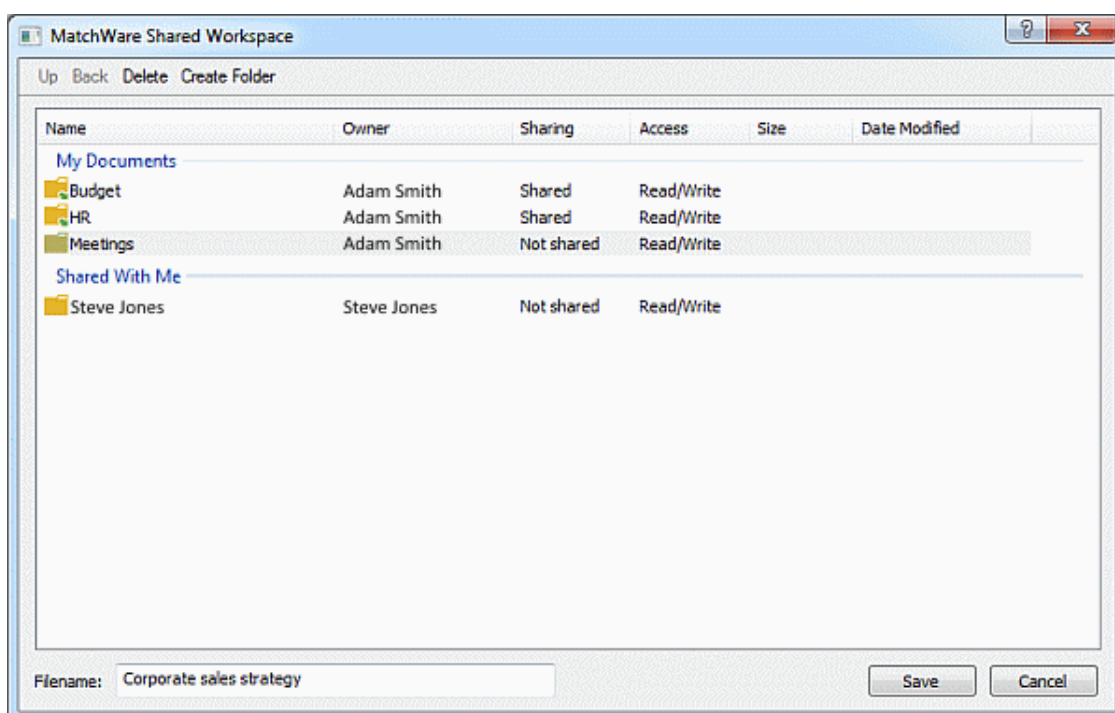 MatchWare Shared Workspace
Up Back Delete Create Folder
Name Owner Sharing Access Size Date Modified
My Documents
Budget Adam Smith Shared Read/Write
HR Adam Smith Shared Read/Write
Meetings Adam Smith Not shared Read/Write
Shared With Me
Steve Jones Steve Jones Not shared Read/Write
Filename: Corporate sales strategy Save Cancel